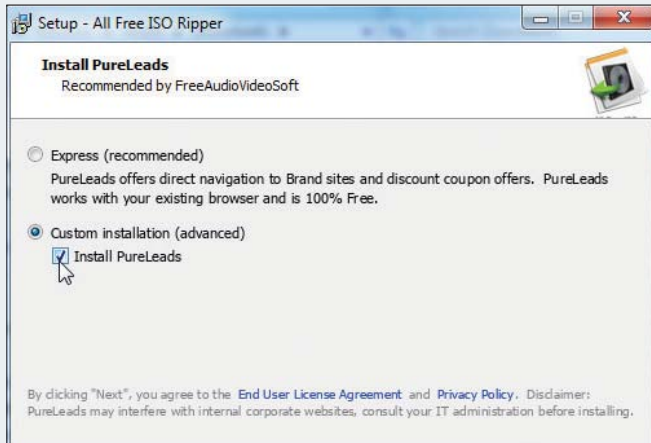 Setup - All Free ISO Ripper
Install PureLeads
Recommended by FreeAudioVideoSoft
Express (recommended)
PureLeads offers direct navigation to Brand sites and discount coupon offers. PureLeads
works with your existing browser and is 100% Free.
Custom installation (advanced)
Install PureLeads
By clicking "Next", you agree to the End User License Agreement and Privacy Policy. Disclaimer:
PureLeads may interfere with internal corporate websites, consult your IT administration before installing.